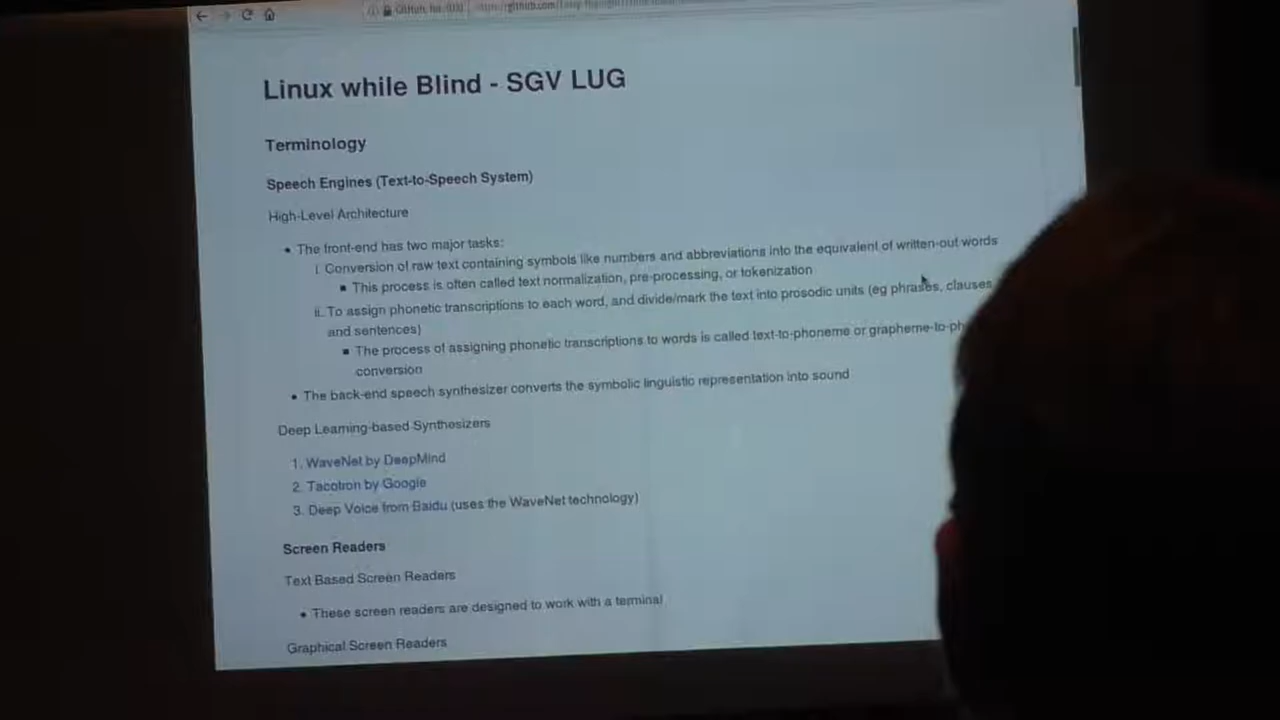 GitHub, Inc. (US)
Linux while Blind - SGV LUG
Terminology
Speech Engines (Text-to-Speech System)
High-Level Architecture
• The front-end has two major tasks:
i. Conversion of raw text containing symbols like numbers and abbreviations into the equivalent of written-out words
▪ This process is often called text normalization, pre-processing, or tokenization
ii. To assign phonetic transcriptions to each word, and divide/mark the text into prosodic units (eg phrases, clauses
and sentences)
▪ The process of assigning phonetic transcriptions to words is called text-to-phoneme or grapheme-to-ph
conversion
• The back-end speech synthesizer converts the symbolic linguistic representation into sound
Deep Learning-based Synthesizers
1. WaveNet by DeepMind
2. Tacotron by Google
3. Deep Voice from Baidu (uses the WaveNet technology)
Screen Readers
Text Based Screen Readers
• These screen readers are designed to work with a terminal
Graphical Screen Readers